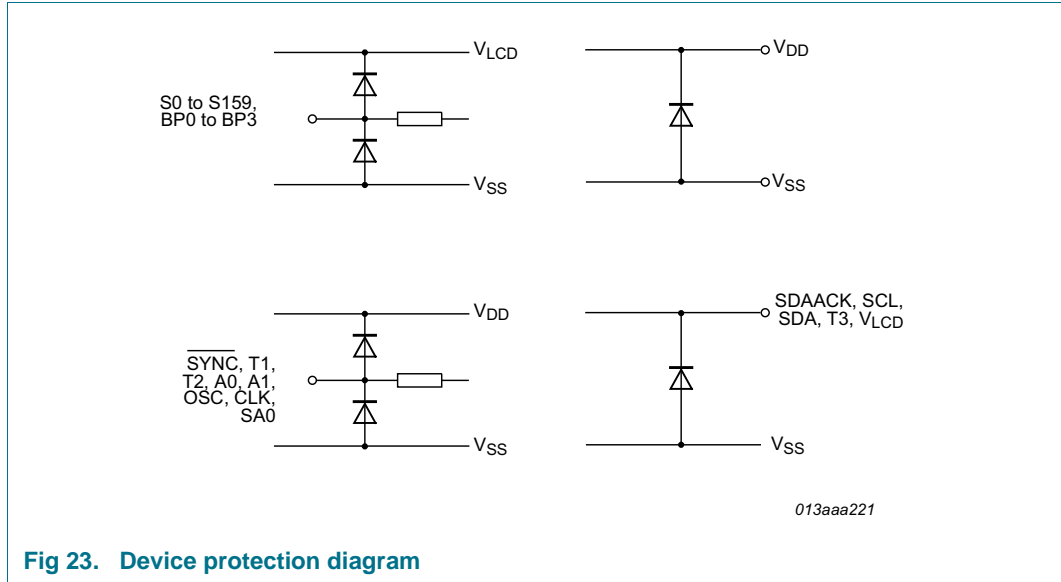 VLCD
S0 to S159,
BP0 to BP3
VSS
VDD
VSS
VDD
SYNC, T1,
T2, A0, A1,
OSC, CLK,
SA0
VSS
SDAACK, SCL,
SDA, T3, VLCD
VSS
013aaa221
Fig 23. Device protection diagram